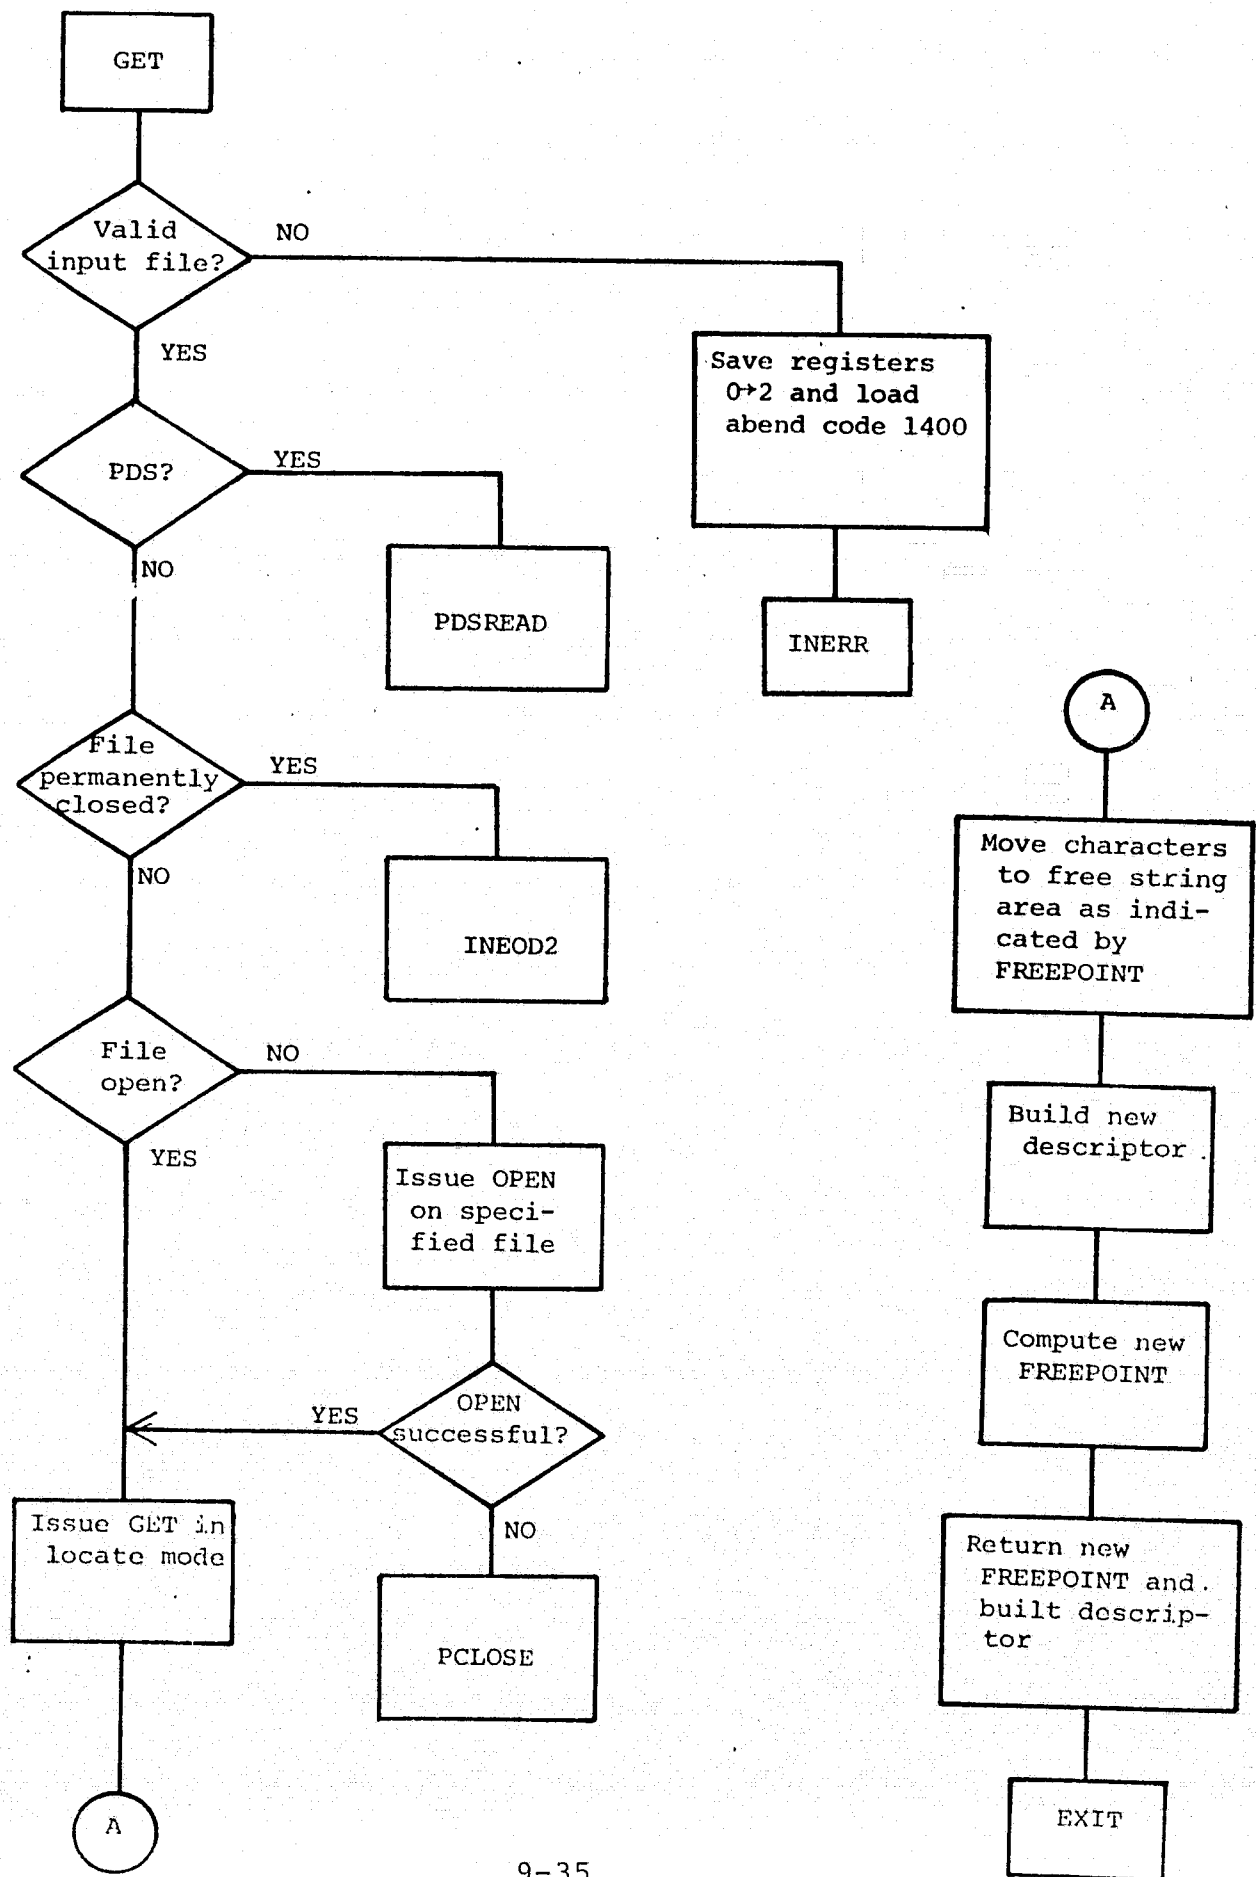 GET
Valid
input file?
NO
YES
Save registers
0→2 and load
abend code 1400
PDS?
YES
NO
PDSREAD
INERR
File
permanently
closed?
YES
NO
INEOD2
File
open?
NO
YES
Issue OPEN
on speci-
fied file
OPEN
successful?
YES
NO
Issue GET in
locate mode
PCLOSE
A
A
Move characters
to free string
area as indi-
cated by
FREEPOINT
Build new
descriptor
Compute new
FREEPOINT
Return new
FREEPOINT and
built descrip-
tor
EXIT
9-35